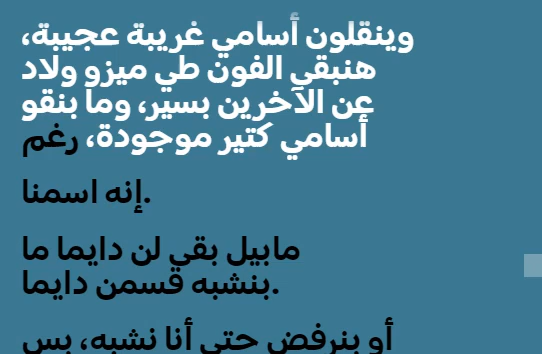 وينقلون أسامي غريبة عجيبة،
هنبقي الفون طي ميزو ولاد
عن الآخرين بسير، وما بنقو
أسامي كتير موجودة، رغم
إنه اسمنا.
مابيل بقي لن دايما ما
بنشبه قسمن دايما.
أو بنرفض حتى أنا نشبه، بس